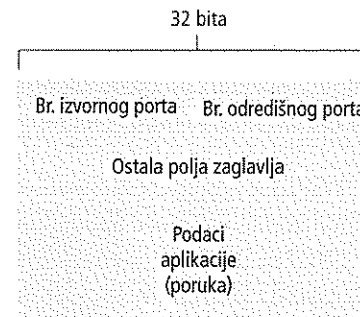 32 bita
Br. izvornog porta Br. odredišnog porta
Ostala polja zaglavlja
Podaci
aplikacije
(poruka)